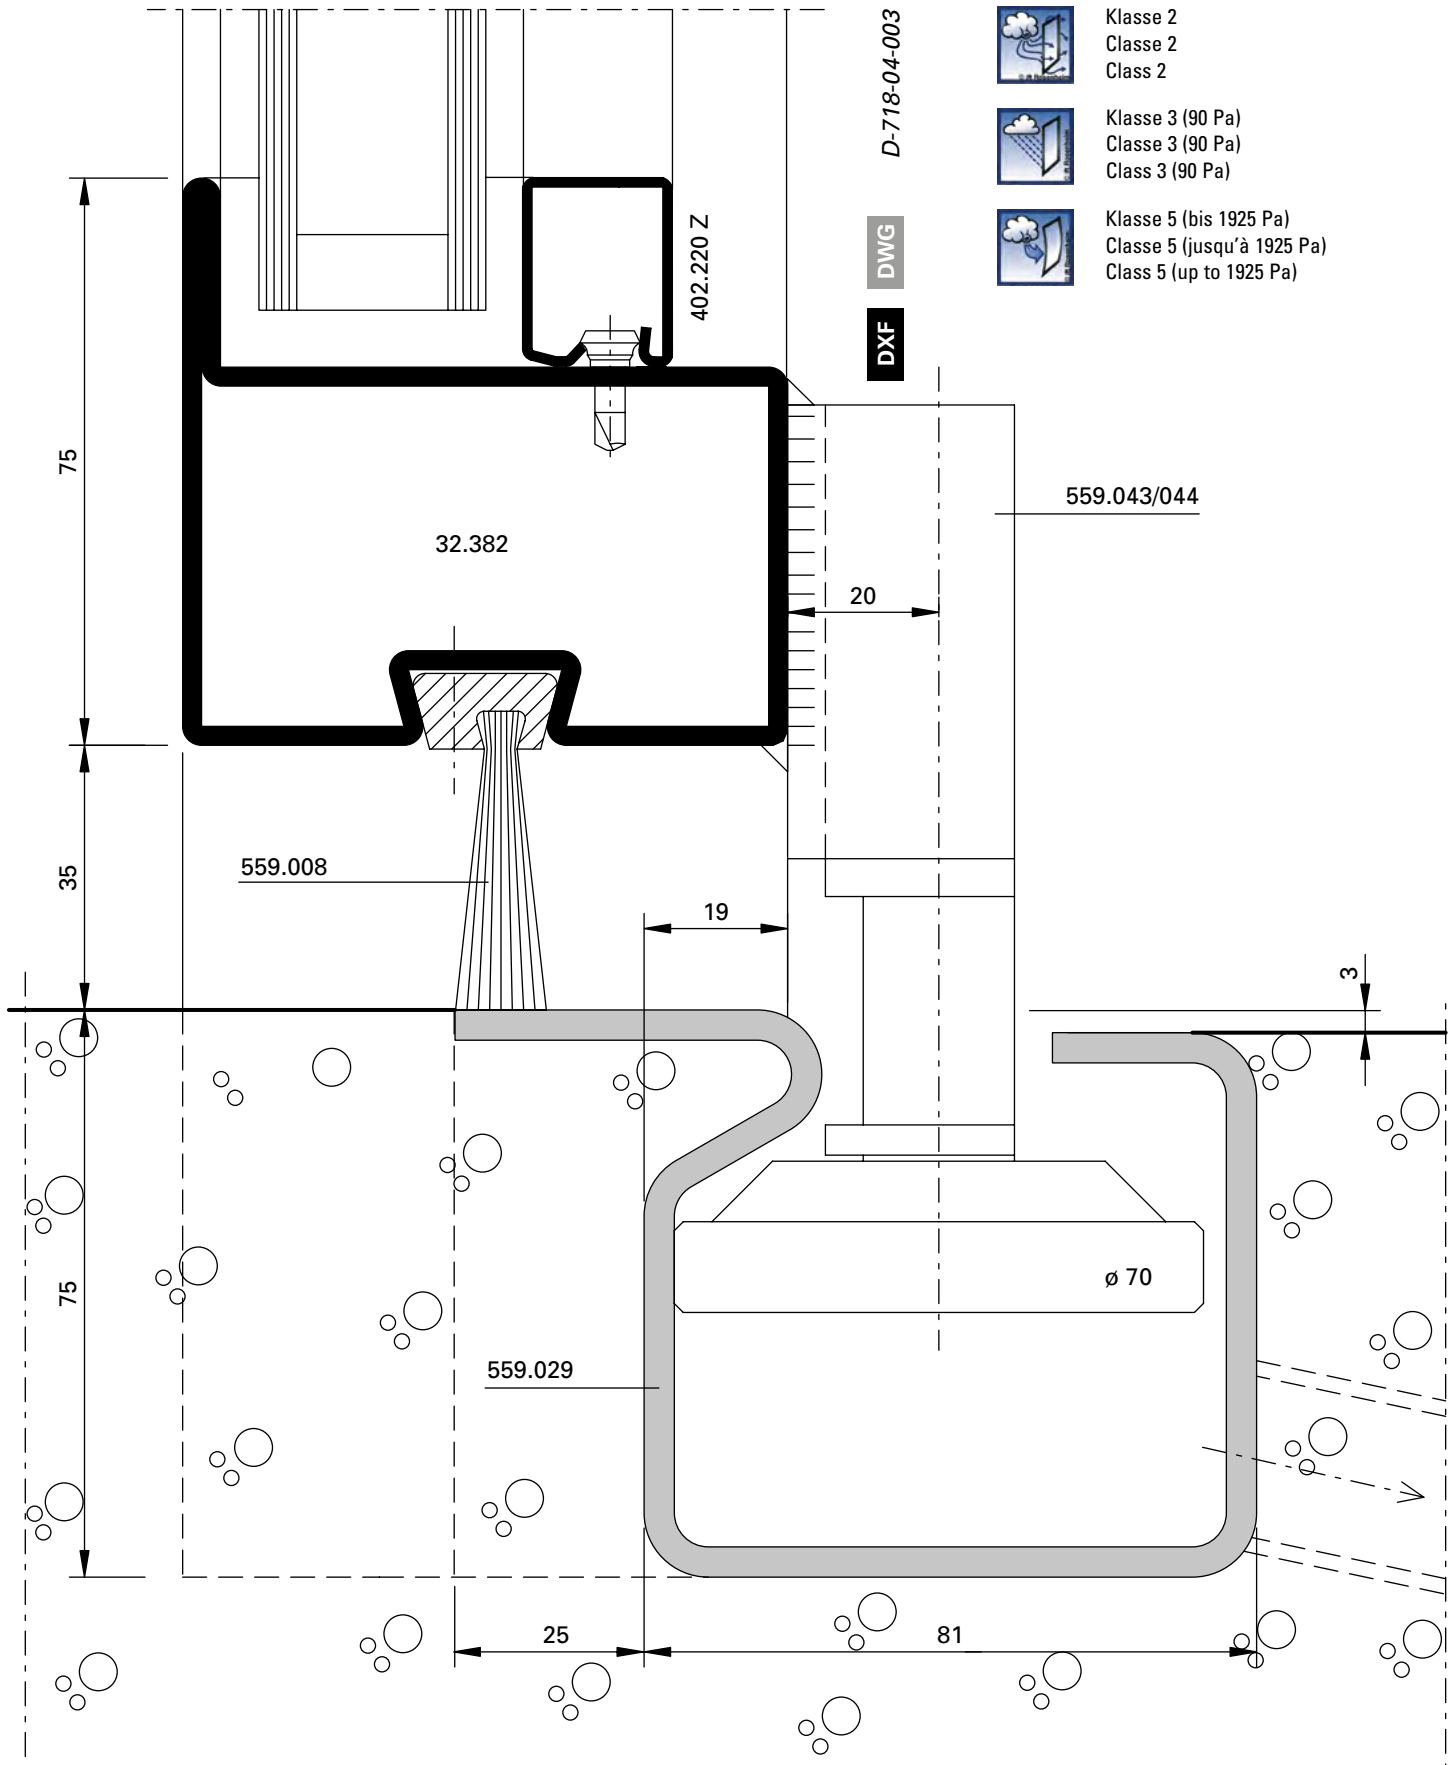 D-718-04-003
Klasse 2
Classe 2
Class 2
Klasse 3 (90 Pa)
Classe 3 (90 Pa)
Class 3 (90 Pa)
Klasse 5 (bis 1925 Pa)
Classe 5 (jusqu'à 1925 Pa)
Class 5 (up to 1925 Pa)
DWG
DXF
402.220 Z
75
559.043/044
32.382
20
35
559.008
19
3
75
ø 70
559.029
25
81